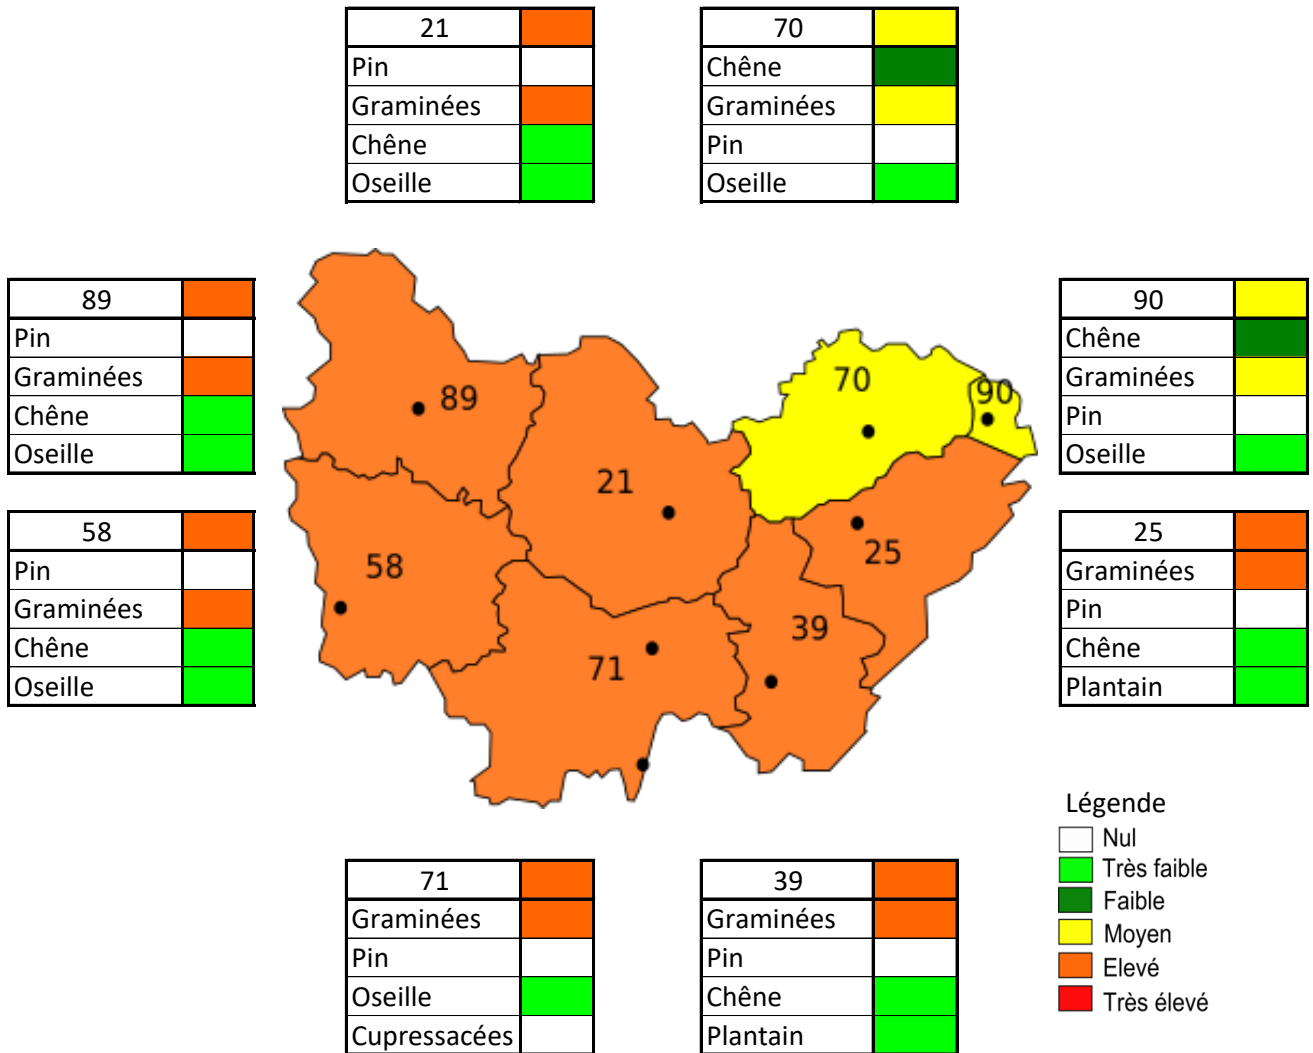 21
Pin
Graminées
Chêne
Oseille
70
Chêne
Graminées
Pin
Oseille
89
Pin
Graminées
Chêne
Oseille
58
Pin
Graminées
Chêne
Oseille
89
70
90
21
58
25
39
71
90
Chêne
Graminées
Pin
Oseille
25
Graminées
Pin
Chêne
Plantain
71
Graminées
Pin
Oseille
Cupressacées
39
Graminées
Pin
Chêne
Plantain
Légende
Nul
Très faible
Faible
Moyen
Elevé
Très élevé